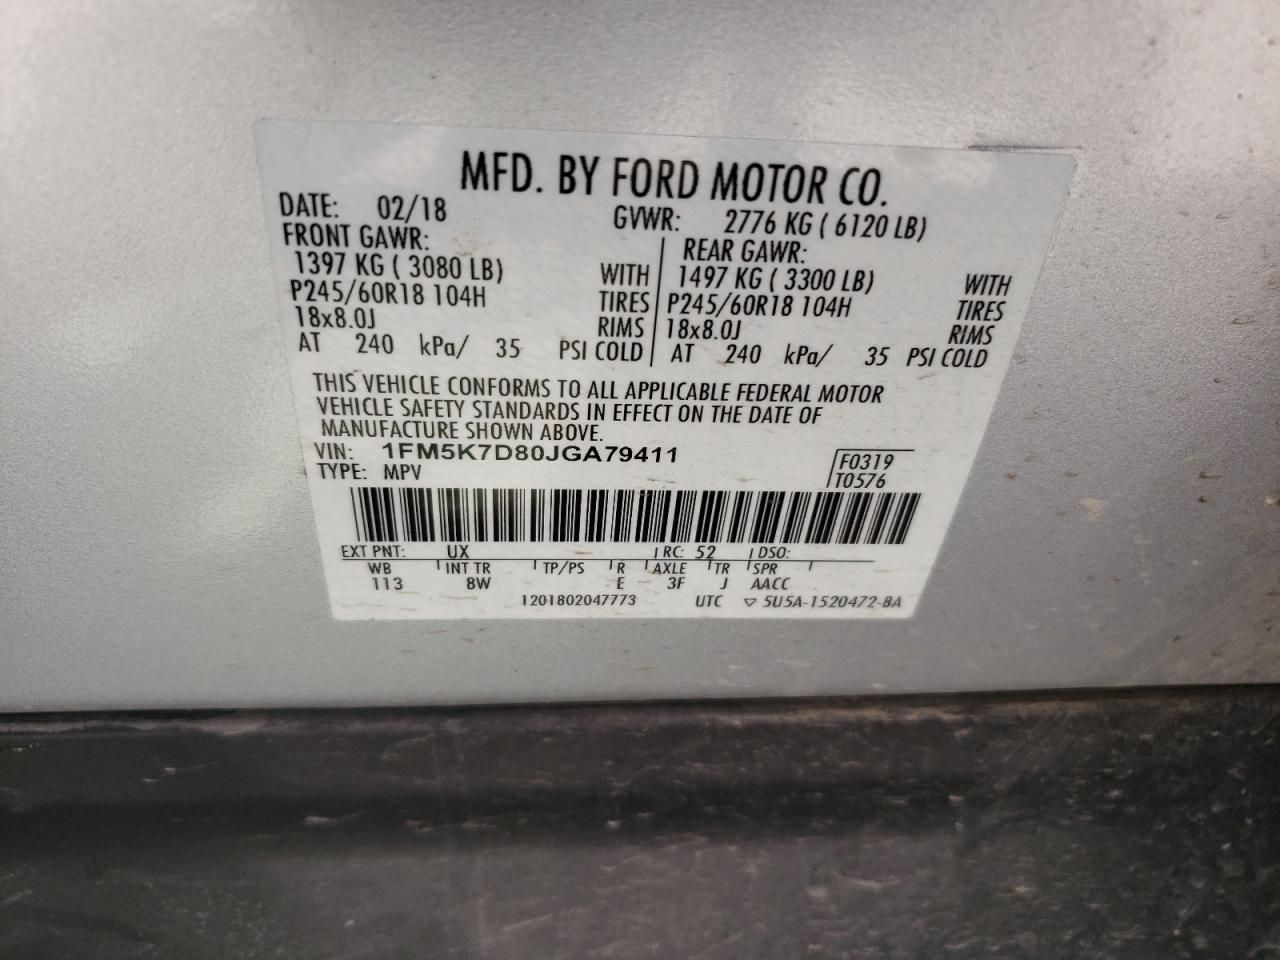 MFD. BY FORD MOTOR CO.
DATE: 02/18 GVWR: 2776 KG ( 6120 LB)
FRONT GAWR: REAR GAWR:
1397 KG ( 3080 LB) WITH 1497 KG ( 3300 LB) WITH
P245/60R18 104H TIRES P245/60R18 104H TIRES
18x8.0J RIMS 18x8.0J RIMS
AT 240 kPa/ 35 PSI COLD AT 240 kPa/ 35 PSI COLD
THIS VEHICLE CONFORMS TO ALL APPLICABLE FEDERAL MOTOR
VEHICLE SAFETY STANDARDS IN EFFECT ON THE DATE OF
MANUFACTURE SHOWN ABOVE.
VIN: 1FM5K7D80JGA79411 F0319
TYPE: MPV T0576
EXT PNT: UX RC: 52 DSO:
WB INT TR TP/PS R AXLE TR SPR
113 8W E 3F J AACC
1201802047773 UTC ▽ 5U5A-1520472-BA